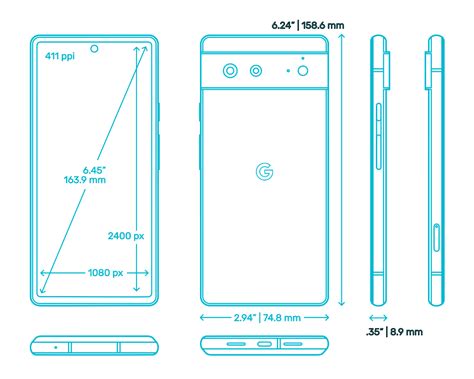 6.24" | 158.6 mm
411 ppi
6.45"
163.9 mm
2400 px
1080 px
G
2.94" | 74.8 mm
.35" | 8.9 mm